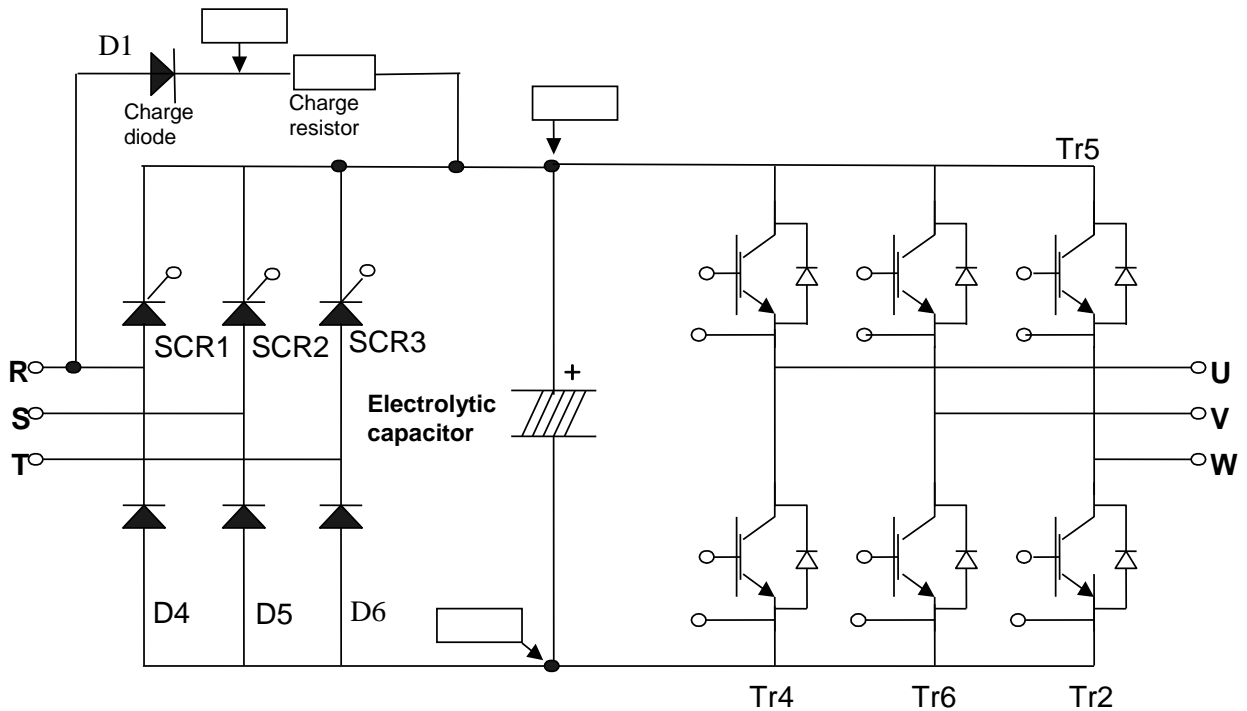 D1
Charge
diode
Charge
resistor
Tr5
SCR1
SCR2
SCR3
R
S
T
+
Electrolytic
capacitor
U
V
W
D4
D5
D6
Tr4
Tr6
Tr2